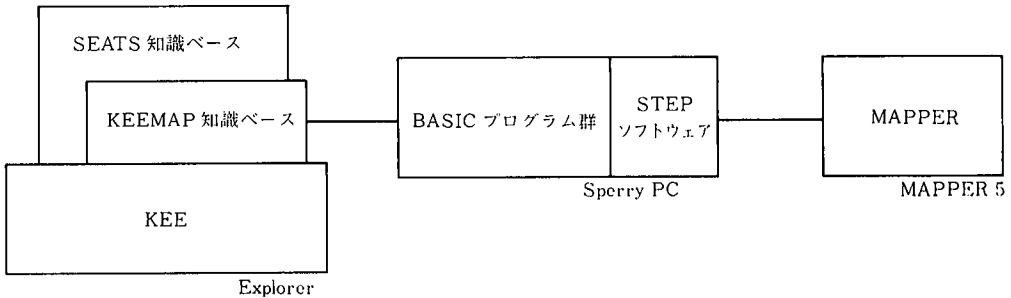 SEATS 知識ベース
KEEMAP 知識ベース
KEE
Explorer
BASIC プログラム群
STEP
ソフトウェア
Sperry PC
MAPPER
MAPPER 5